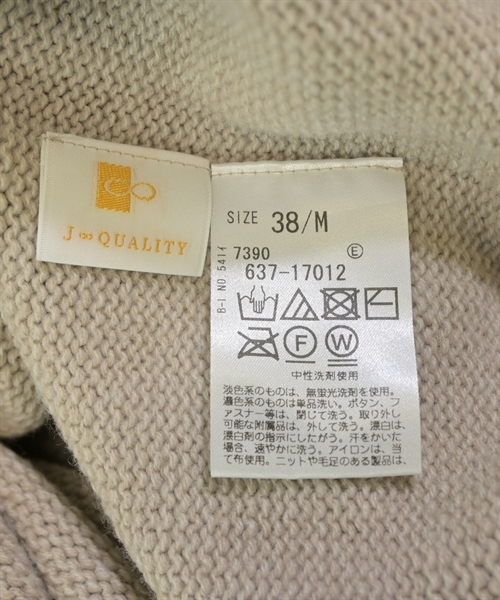 J∞QUALITY
SIZE 38/M
7390 Ⓔ
637-17012
B-I NO.5411
F W
中性洗剤使用
淡色系のものは、無蛍光洗剤を使用。
濃色系のものは単品洗い。ボタン、フ
ァスナー等は、閉じて洗う。取り外し
可能な附属品は、外して洗う。漂白は、
漂白剤の指示にしたがう。汗をかいた
場合、速やかに洗う。アイロンは、当
て布使用。ニットや毛足のある製品は、